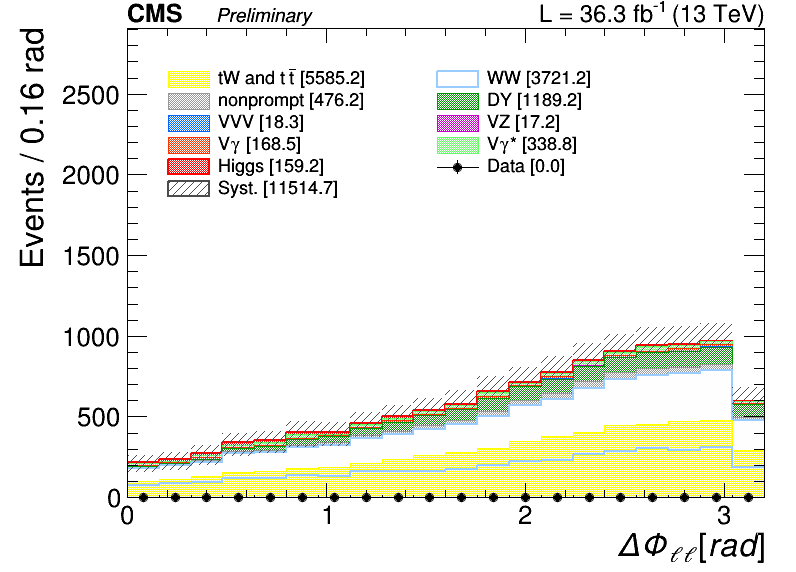 CMS Preliminary L = 36.3 fb⁻¹ (13 TeV)
Events / 0.16 rad
tW and tt̅ [5585.2] WW [3721.2]
nonprompt [476.2] DY [1189.2]
VVV [18.3] VZ [17.2]
Vγ [168.5] Vγ* [338.8]
Higgs [159.2] Data [0.0]
Syst. [11514.7]
2500
2000
1500
1000
500
0
0 1 2 3
ΔΦℓℓ[rad]